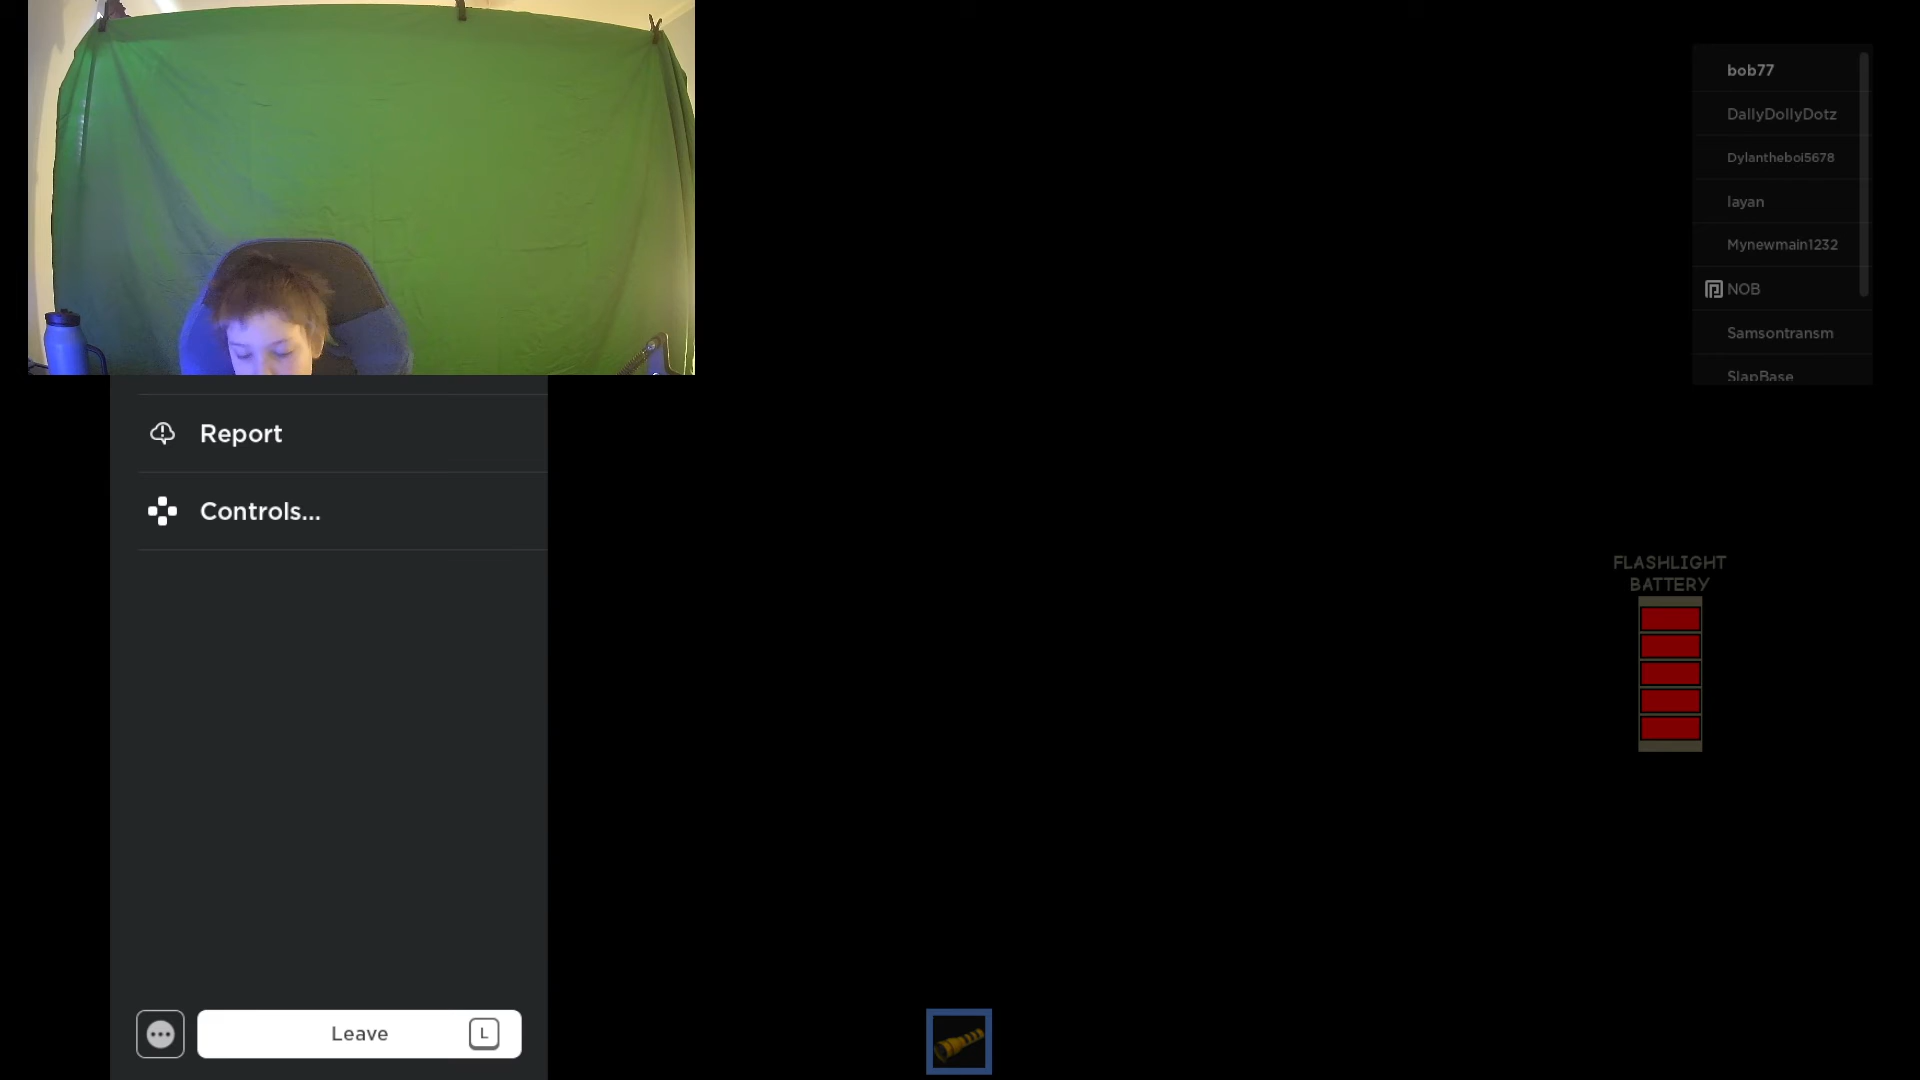 bob77
DallyDollyDotz
Dylantheboi5678
layan
Mynewmain1232
NOB
Samsontransm
SlapBase
Report
Controls...
FLASHLIGHT
BATTERY
Leave
L